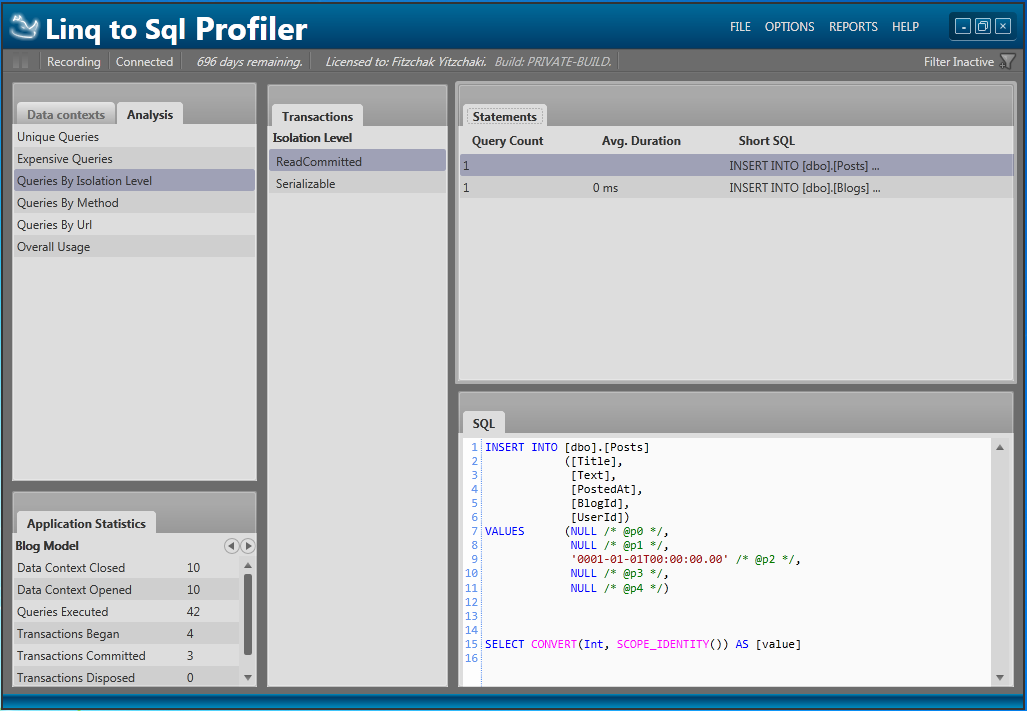 Linq to Sql Profiler
FILE OPTIONS REPORTS HELP
Recording Connected 696 days remaining. Licensed to: Fitzchak Yitzchaki. Build: PRIVATE-BUILD. Filter Inactive
Data contexts Analysis
Unique Queries
Expensive Queries
Queries By Isolation Level
Queries By Method
Queries By Url
Overall Usage
Transactions
Isolation Level
ReadCommitted
Serializable
Statements
Query Count Avg. Duration Short SQL
1 INSERT INTO [dbo].[Posts] ...
1 0 ms INSERT INTO [dbo].[Blogs] ...
Application Statistics
Blog Model
Data Context Closed 10
Data Context Opened 10
Queries Executed 42
Transactions Began 4
Transactions Committed 3
Transactions Disposed 0
SQL
1 INSERT INTO [dbo].[Posts]
2 ([Title],
3 [Text],
4 [PostedAt],
5 [BlogId],
6 [UserId])
7 VALUES (NULL /* @p0 */,
8 NULL /* @p1 */,
9 '0001-01-01T00:00:00.00' /* @p2 */,
10 NULL /* @p3 */,
11 NULL /* @p4 */)
12
13
14
15 SELECT CONVERT(Int, SCOPE_IDENTITY()) AS [value]
16